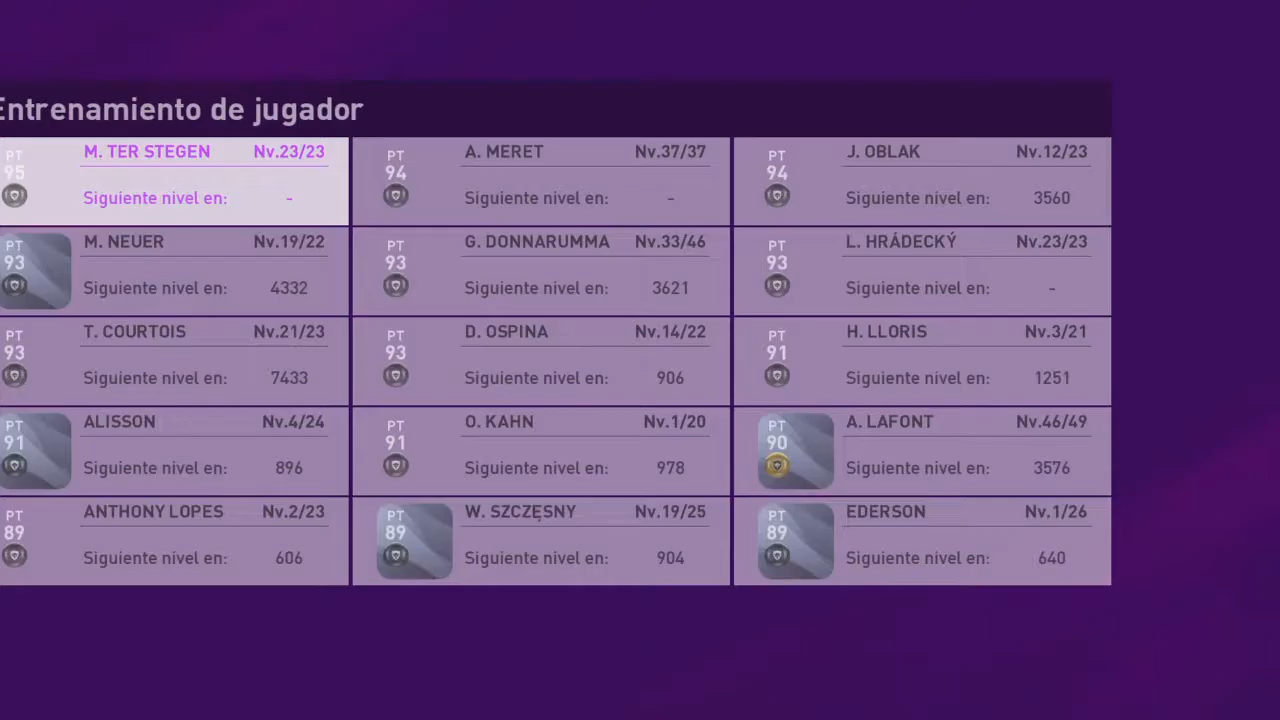 Entrenamiento de jugador
PT 95 M. TER STEGEN Nv.23/23
Siguiente nivel en: -
PT 94 A. MERET Nv.37/37
Siguiente nivel en: -
PT 94 J. OBLAK Nv.12/23
Siguiente nivel en: 3560
PT 93 M. NEUER Nv.19/22
Siguiente nivel en: 4332
PT 93 G. DONNARUMMA Nv.33/46
Siguiente nivel en: 3621
PT 93 L. HRÁDECKÝ Nv.23/23
Siguiente nivel en: -
PT 93 T. COURTOIS Nv.21/23
Siguiente nivel en: 7433
PT 93 D. OSPINA Nv.14/22
Siguiente nivel en: 906
PT 91 H. LLORIS Nv.3/21
Siguiente nivel en: 1251
PT 91 ALISSON Nv.4/24
Siguiente nivel en: 896
PT 91 O. KAHN Nv.1/20
Siguiente nivel en: 978
PT 90 A. LAFONT Nv.46/49
Siguiente nivel en: 3576
PT 89 ANTHONY LOPES Nv.2/23
Siguiente nivel en: 606
PT 89 W. SZCZĘSNY Nv.19/25
Siguiente nivel en: 904
PT 89 EDERSON Nv.1/26
Siguiente nivel en: 640